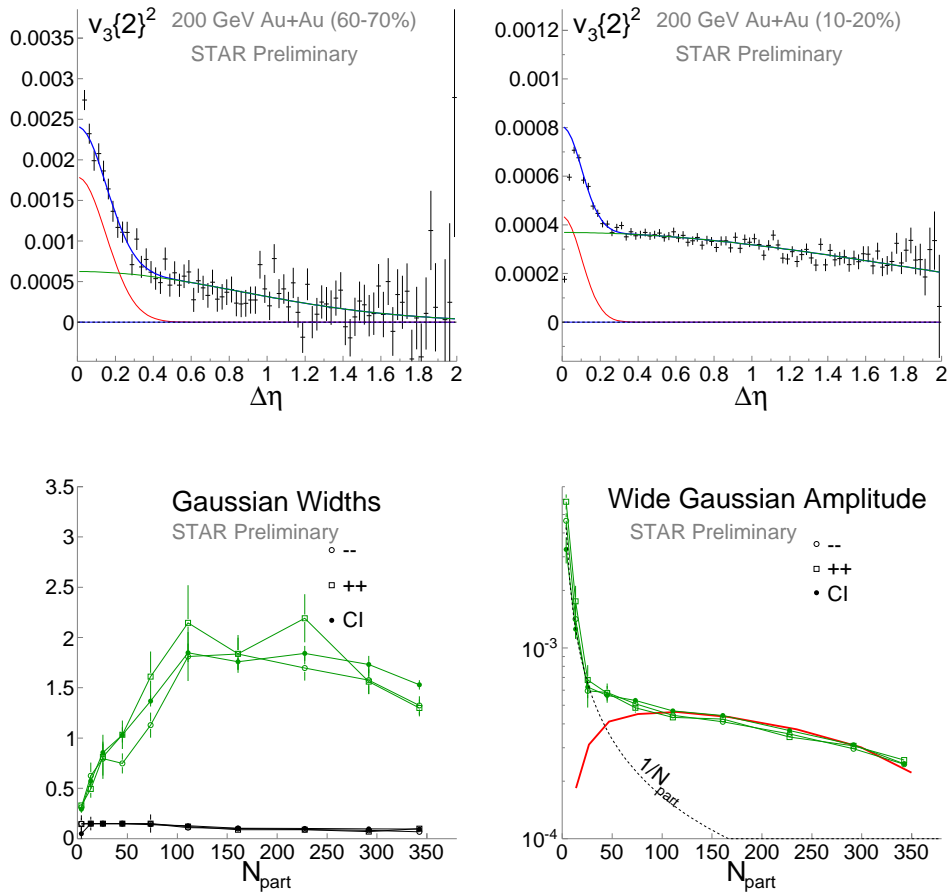 v3{2}²
200 GeV Au+Au (60-70%)
STAR Preliminary
0.0035
0.003
0.0025
0.002
0.0015
0.001
0.0005
0
0 0.2 0.4 0.6 0.8 1 1.2 1.4 1.6 1.8 2
Δη
v3{2}²
200 GeV Au+Au (10-20%)
STAR Preliminary
0.0012
0.001
0.0008
0.0006
0.0004
0.0002
0
0 0.2 0.4 0.6 0.8 1 1.2 1.4 1.6 1.8 2
Δη
Gaussian Widths
STAR Preliminary
--
++
CI
3.5
3
2.5
2
1.5
1
0.5
0
0 50 100 150 200 250 300 350
Npart
Wide Gaussian Amplitude
STAR Preliminary
--
++
CI
10⁻³
10⁻⁴
1/Npart
0 50 100 150 200 250 300 350
Npart